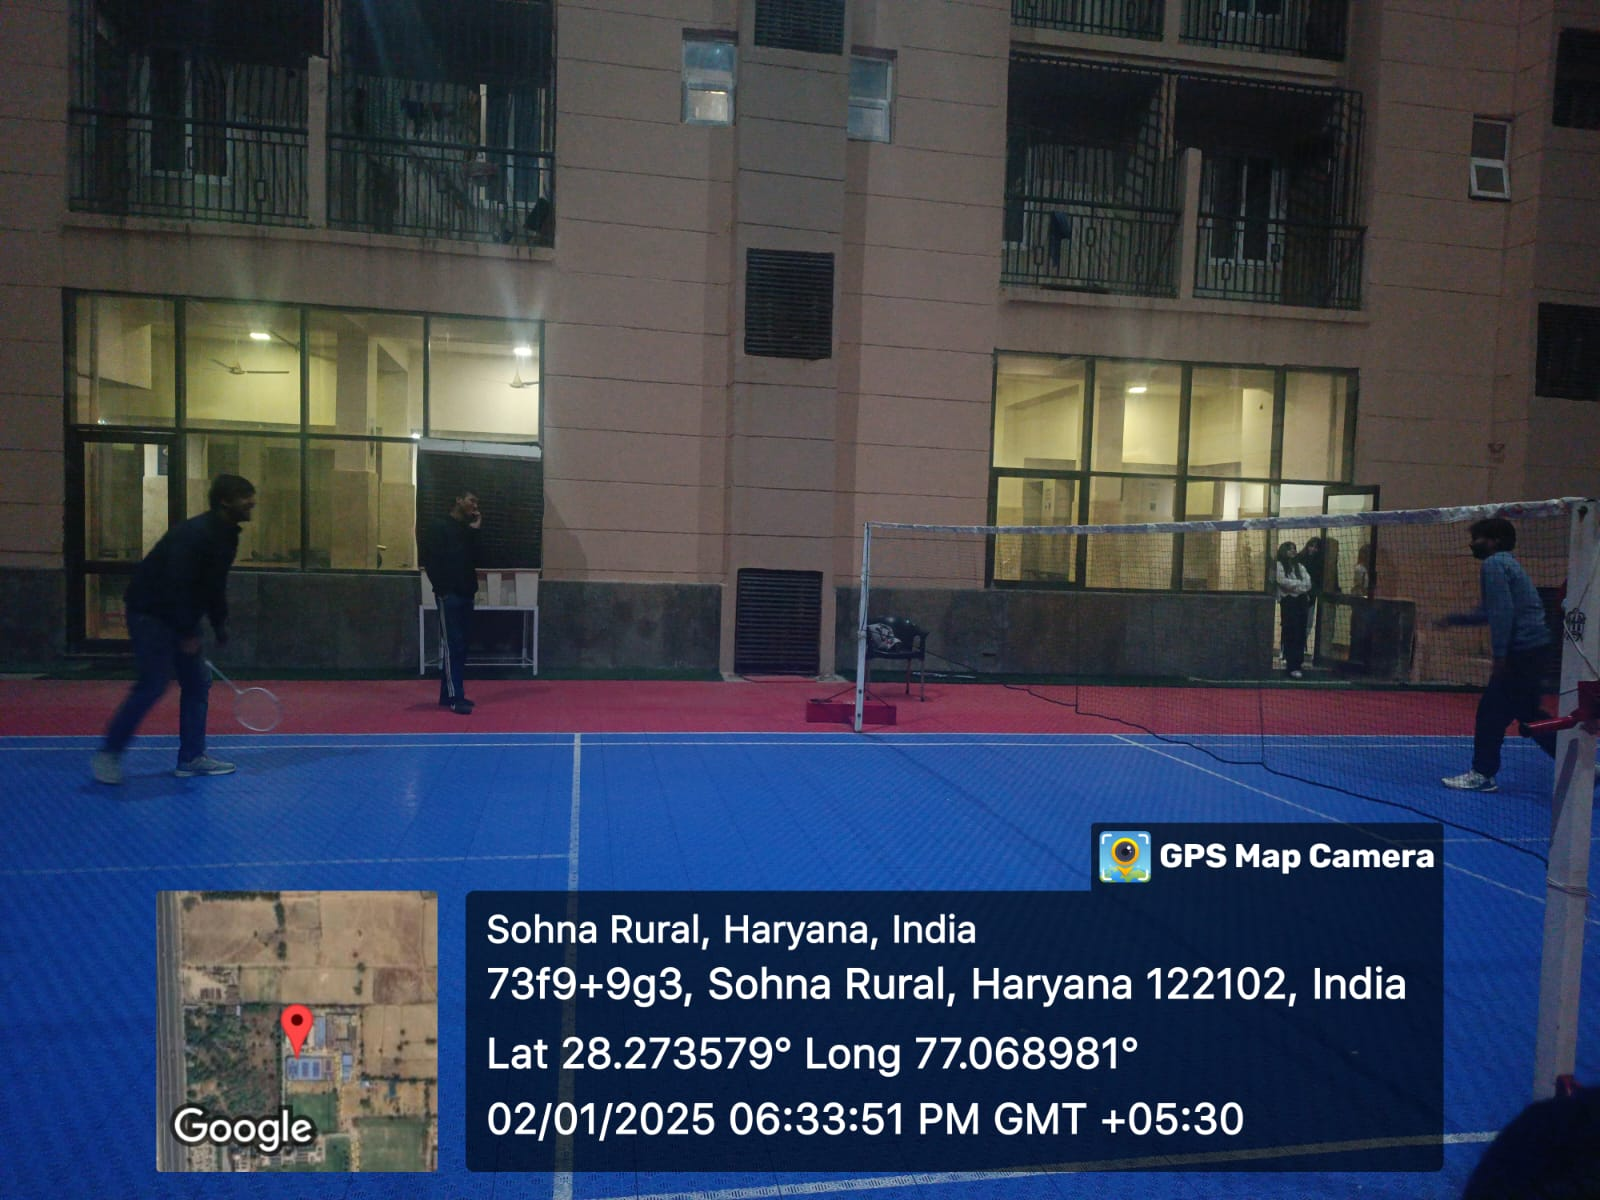 GPS Map Camera
Sohna Rural, Haryana, India
73f9+9g3, Sohna Rural, Haryana 122102, India
Lat 28.273579° Long 77.068981°
02/01/2025 06:33:51 PM GMT +05:30
Google